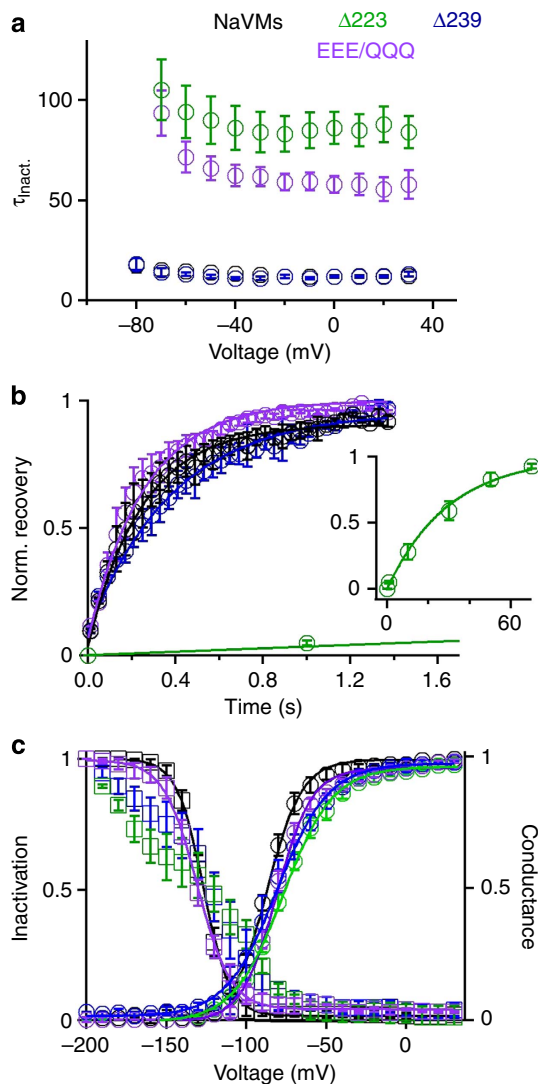 a
NaVMs Δ223 Δ239
EEE/QQQ
100
50
0
τInact.
−80 −40 0 40
Voltage (mV)
b
1
0.5
0
Norm. recovery
1
0.5
0
0 60
0.0 0.4 0.8 1.2 1.6
Time (s)
c
1
0.5
0
Inactivation
1
0.5
0
Conductance
−200 −150 −100 −50 0
Voltage (mV)